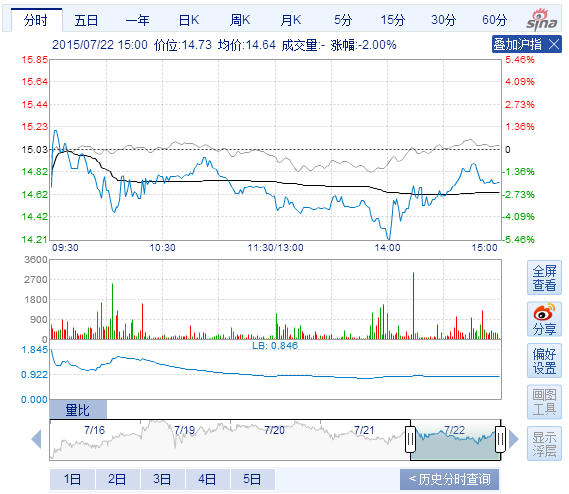 分时 五日 一年 日K 周K 月K 5分 15分 30分 60分
sina
2015/07/22 15:00 价位:14.73 均价:14.64 成交量:- 涨幅:-2.00%
叠加沪指
15.85 5.46%
15.64 4.09%
15.44 2.73%
15.23 1.36%
15.03 0
14.82 1.36%
14.62 2.73%
14.42 4.09%
14.21 5.46%
09:30 10:30 11:30/13:00 14:00 15:00
3600
2700
1800
900
0
全屏
查看
分享
1.845 LB: 0.846
0.922
0.000
偏好
设置
画图
工具
量比
7/16 7/19 7/20 7/21 7/22
显示
浮层
1日 2日 3日 4日 5日 <历史分时查询